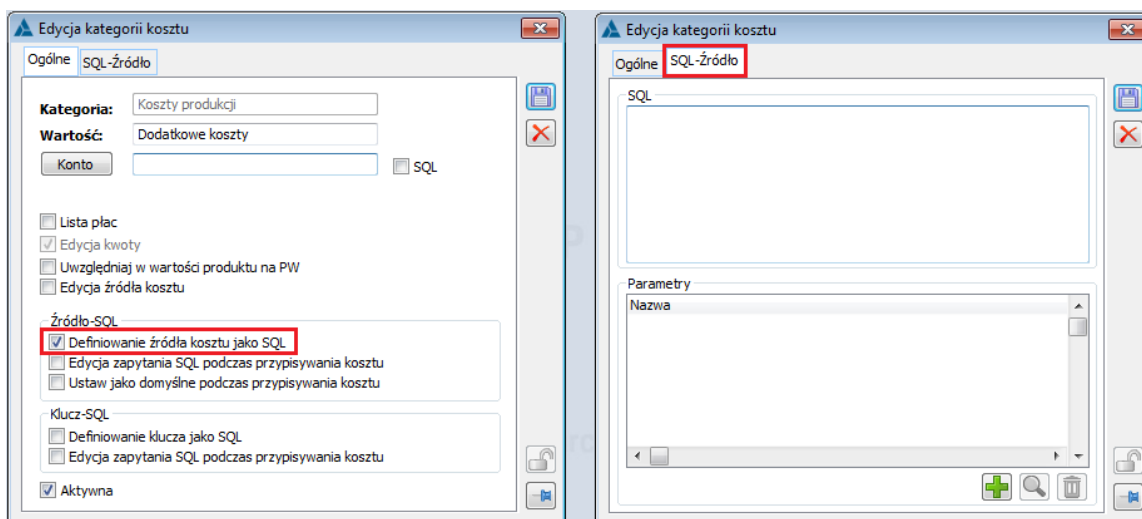 Edycja kategorii kosztu
Ogólne SQL-Źródło
Kategoria: Koszty produkcji
Wartość: Dodatkowe koszty
Konto SQL
Lista płac
Edycja kwoty
Uwzględniaj w wartości produktu na PW
Edycja źródła kosztu
Źródło-SQL
Definiowanie źródła kosztu jako SQL
Edycja zapytania SQL podczas przypisywania kosztu
Ustaw jako domyślne podczas przypisywania kosztu
Klucz-SQL
Definiowanie klucza jako SQL
Edycja zapytania SQL podczas przypisywania kosztu
Aktywna
Edycja kategorii kosztu
Ogólne SQL-Źródło
SQL
Parametry
Nazwa